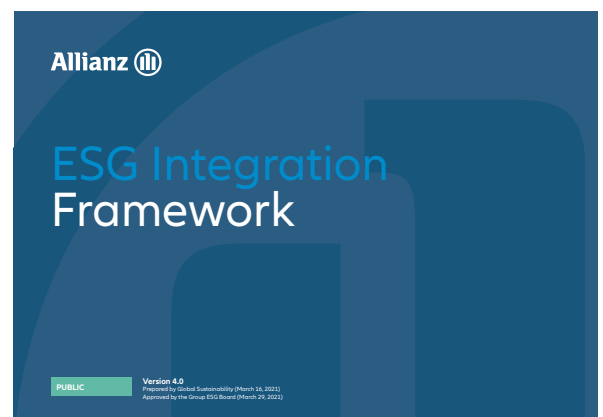 Allianz
ESG Integration
Framework
PUBLIC
Version 4.0
Prepared by Global Sustainability (March 16, 2021)
Approved by the Group ESG Board (March 29, 2021)